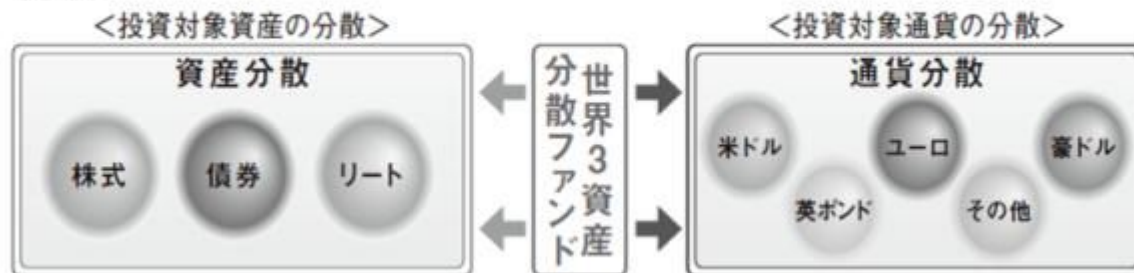 <投資対象資産の分散>
資産分散
株式
債券
リート
世界3資産
分散ファンド
<投資対象通貨の分散>
通貨分散
米ドル
ユーロ
豪ドル
英ポンド
その他